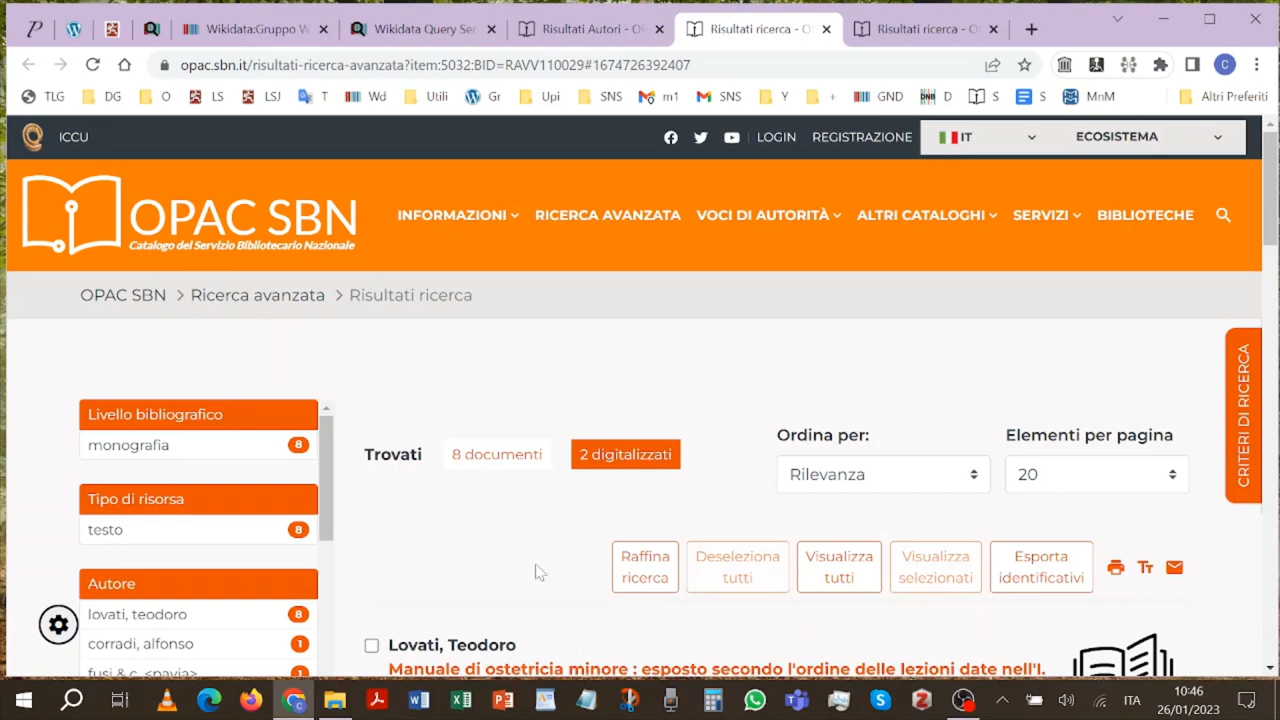 Wikidata:Gruppo W
Wikidata Query Ser
Risultati Autori - O
Risultati ricerca - O
Risultati ricerca - O
opac.sbn.it/risultati-ricerca-avanzata?item:5032:BID=RAVV110029#1674726392407
C
TLG
DG
O
LS
LSJ
T
Wd
Utili
Gr
Upi
SNS
m1
SNS
Y
+
GND
D
S
S
MnM
Altri Preferiti
ICCU
LOGIN
REGISTRAZIONE
IT
ECOSISTEMA
OPAC SBN
Catalogo del Servizio Bibliotecario Nazionale
INFORMAZIONI
RICERCA AVANZATA
VOCI DI AUTORITÀ
ALTRI CATALOGHI
SERVIZI
BIBLIOTECHE
OPAC SBN > Ricerca avanzata > Risultati ricerca
CRITERI DI RICERCA
Livello bibliografico
monografia 8
Tipo di risorsa
testo 8
Autore
lovati, teodoro 8
corradi, alfonso 1
fusi & c. <pavia> 1
Trovati
8 documenti
2 digitalizzati
Ordina per:
Rilevanza
Elementi per pagina
20
Raffina
ricerca
Deseleziona
tutti
Visualizza
tutti
Visualizza
selezionati
Esporta
identificativi
Lovati, Teodoro
Manuale di ostetricia minore : esposto secondo l'ordine delle lezioni date nell'I.
ITA
10:46
26/01/2023